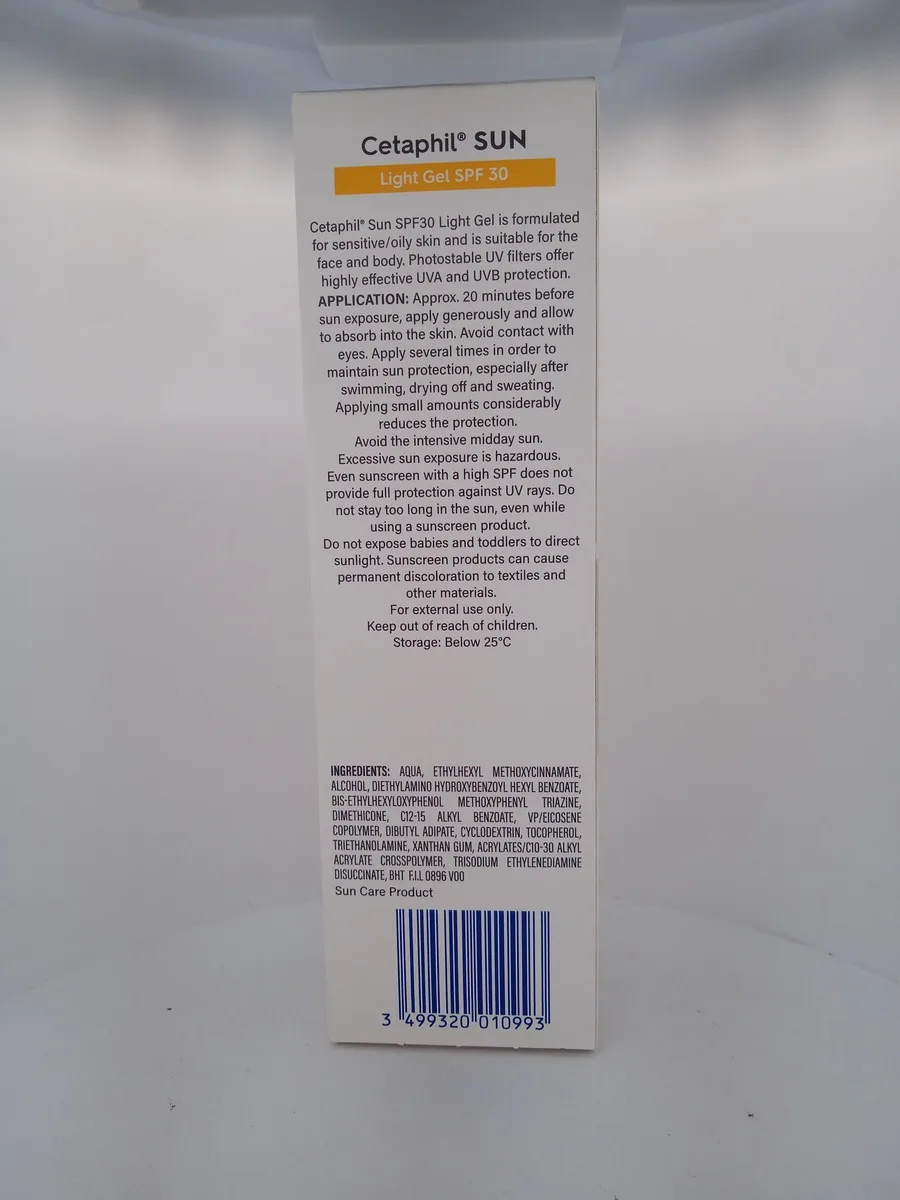 Cetaphil® SUN
Light Gel SPF 30
Cetaphil® Sun SPF30 Light Gel is formulated
for sensitive/oily skin and is suitable for the
face and body. Photostable UV filters offer
highly effective UVA and UVB protection.
APPLICATION: Approx. 20 minutes before
sun exposure, apply generously and allow
to absorb into the skin. Avoid contact with
eyes. Apply several times in order to
maintain sun protection, especially after
swimming, drying off and sweating.
Applying small amounts considerably
reduces the protection.
Avoid the intensive midday sun.
Excessive sun exposure is hazardous.
Even sunscreen with a high SPF does not
provide full protection against UV rays. Do
not stay too long in the sun, even while
using a sunscreen product.
Do not expose babies and toddlers to direct
sunlight. Sunscreen products can cause
permanent discoloration to textiles and
other materials.
For external use only.
Keep out of reach of children.
Storage: Below 25°C
INGREDIENTS: AQUA, ETHYLHEXYL METHOXYCINNAMATE,
ALCOHOL, DIETHYLAMINO HYDROXYBENZOYL HEXYL BENZOATE,
BIS-ETHYLHEXYLOXYPHENOL METHOXYPHENYL TRIAZINE,
DIMETHICONE, C12-15 ALKYL BENZOATE, VP/EICOSENE
COPOLYMER, DIBUTYL ADIPATE, CYCLODEXTRIN, TOCOPHEROL,
TRIETHANOLAMINE, XANTHAN GUM, ACRYLATES/C10-30 ALKYL
ACRYLATE CROSSPOLYMER, TRISODIUM ETHYLENEDIAMINE
DISUCCINATE, BHT F.I.L 0896 V00
Sun Care Product
3 499320 010993